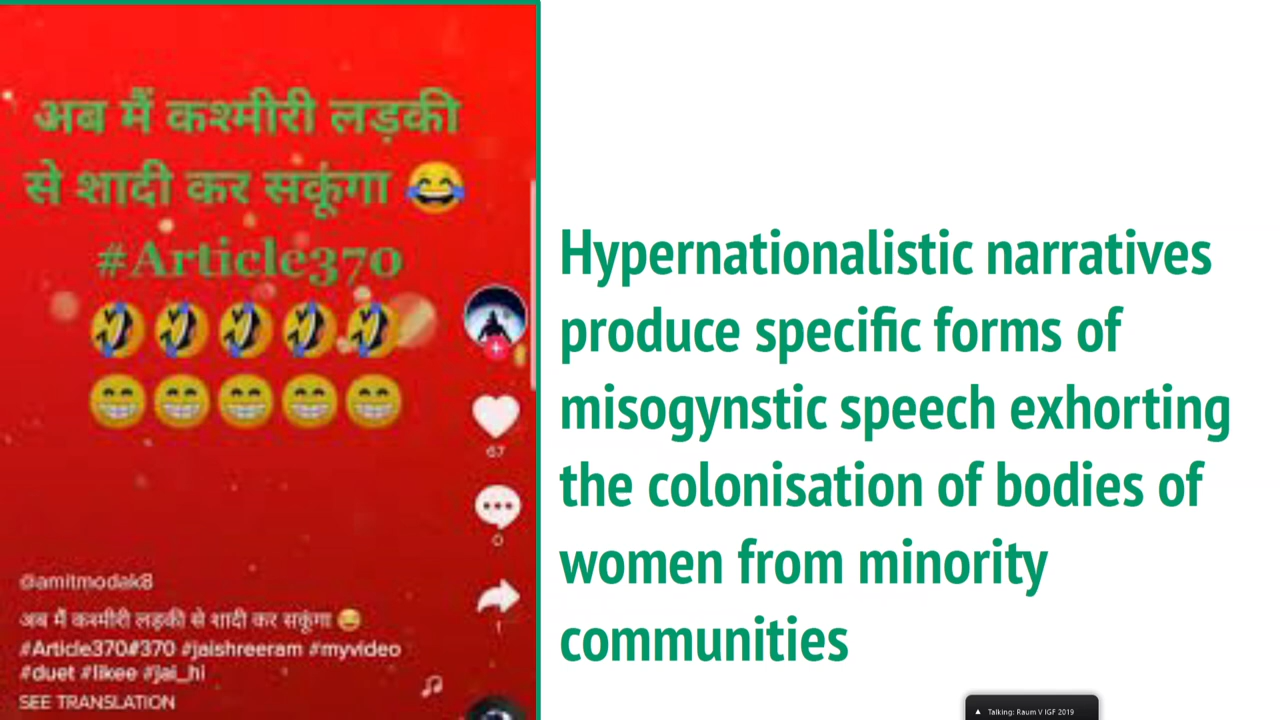 अब मैं कश्मीरी लड़की
से शादी कर सकूंगा 😂
#Article370
🤣🤣🤣🤣🤣
😁😁😁😁😁
67
0
1
@amitmodak8
अब मैं कश्मीरी लड़की से शादी कर सकूंगा 😂
#Article370#370 #jaishreeram #myvideo
#duet #likee #jai_hi
SEE TRANSLATION
Hypernationalistic narratives
produce specific forms of
misogynstic speech exhorting
the colonisation of bodies of
women from minority
communities
Talking: Raum V IGF 2019